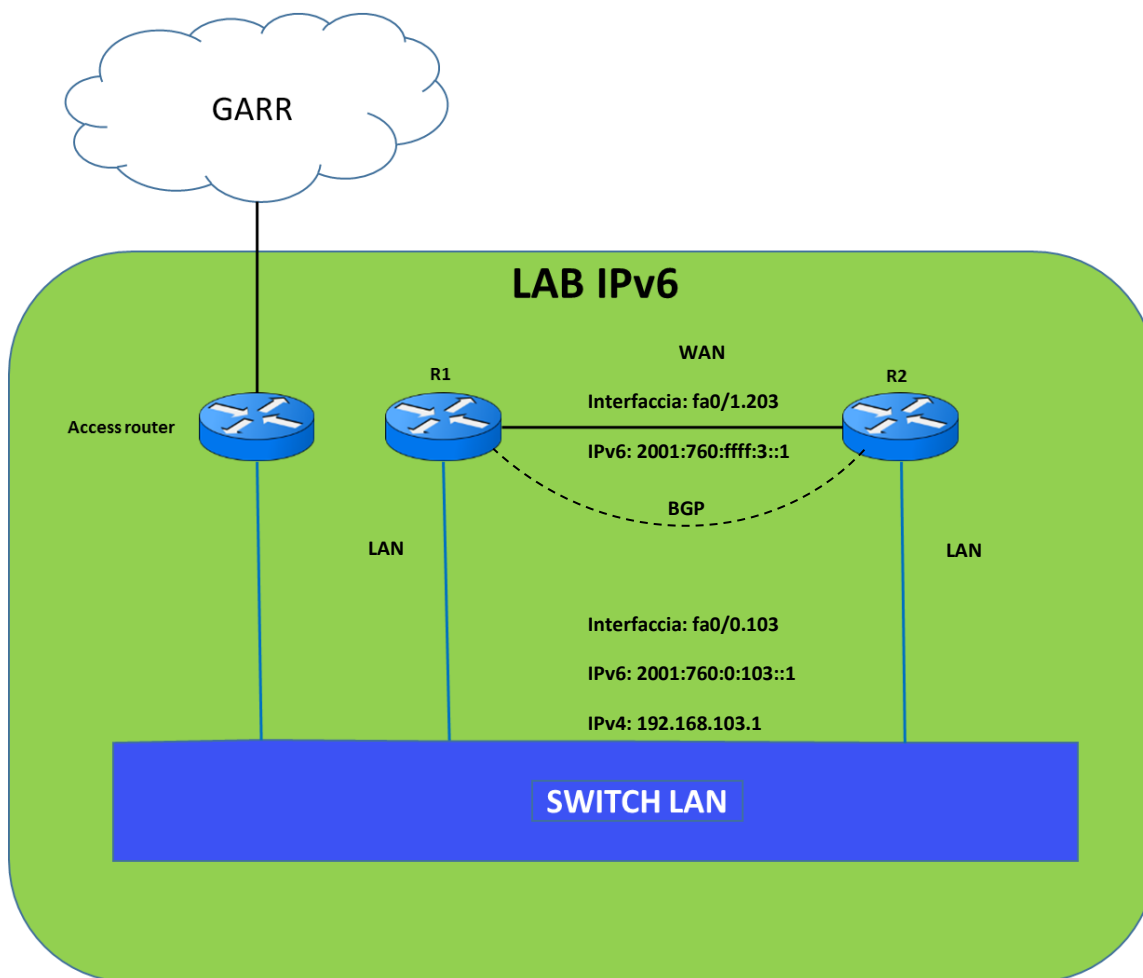 GARR
LAB IPv6
WAN
R1
R2
Interfaccia: fa0/1.203
Access router
IPv6: 2001:760:ffff:3::1
BGP
LAN
LAN
Interfaccia: fa0/0.103
IPv6: 2001:760:0:103::1
IPv4: 192.168.103.1
SWITCH LAN